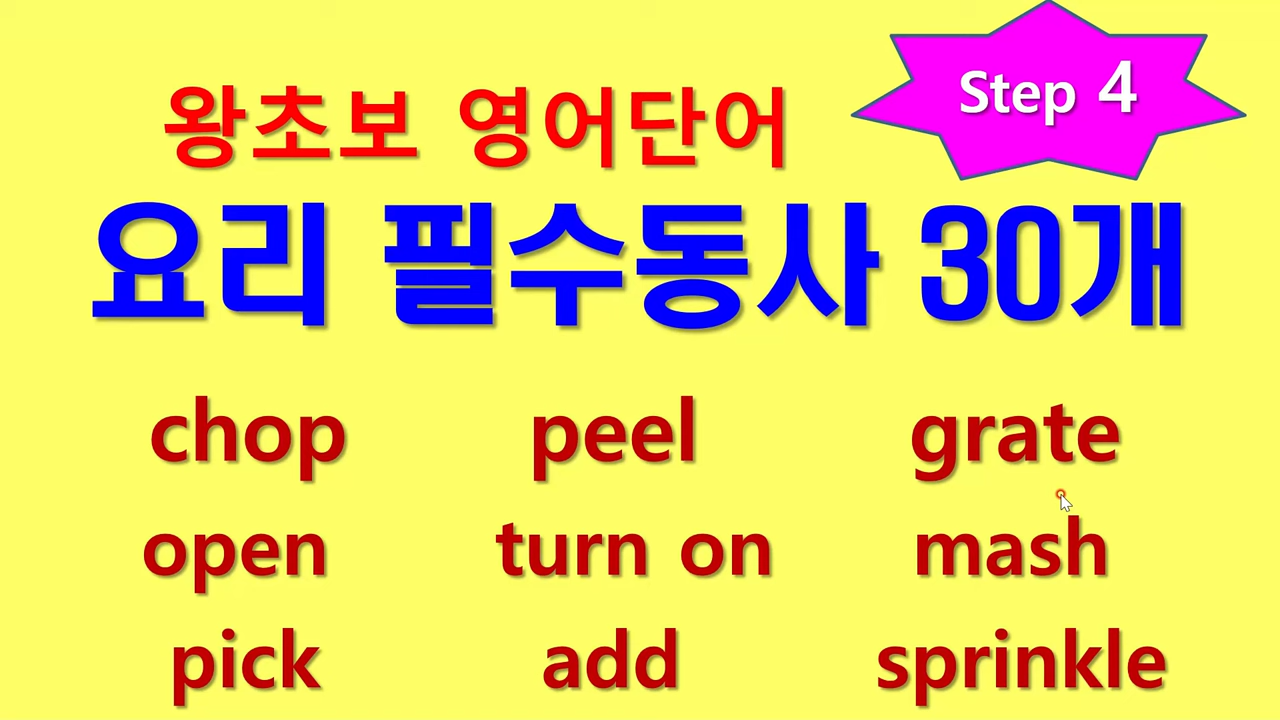 Step 4
왕초보 영어단어
요리 필수동사 30개
chop peel grate
open turn on mash
pick add sprinkle